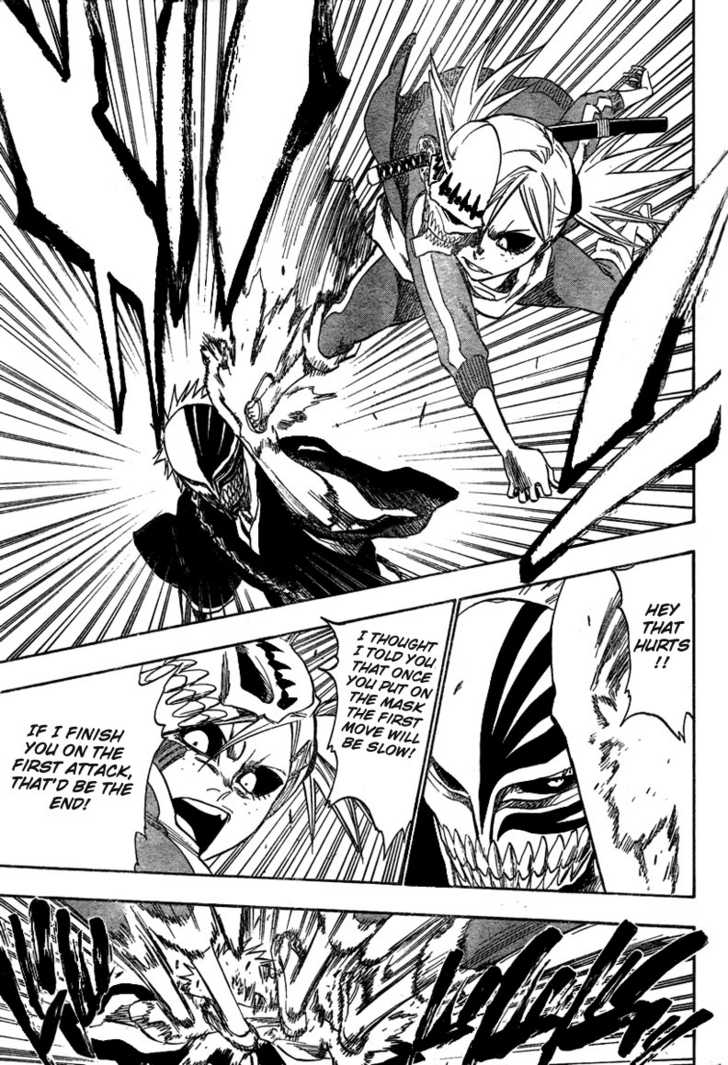 HEY
THAT
HURTS
!!
I THOUGHT
I TOLD YOU
THAT ONCE
YOU PUT ON
THE MASK
THE FIRST
MOVE WILL
BE SLOW!
IF I FINISH
YOU ON THE
FIRST ATTACK,
THAT'D BE THE
END!